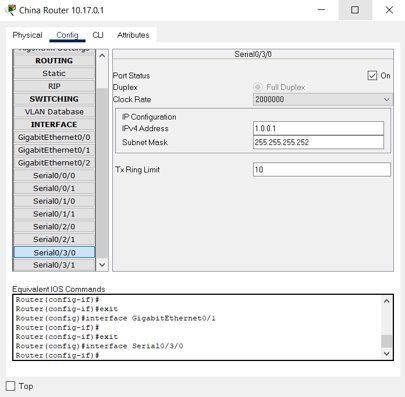 China Router 10.17.0.1
Physical Config CLI Attributes
Algorithm Settings
ROUTING
Static
RIP
SWITCHING
VLAN Database
INTERFACE
GigabitEthernet0/0
GigabitEthernet0/1
GigabitEthernet0/2
Serial0/0/0
Serial0/0/1
Serial0/1/0
Serial0/1/1
Serial0/2/0
Serial0/2/1
Serial0/3/0
Serial0/3/1
Serial0/3/0
Port Status On
Duplex Full Duplex
Clock Rate 2000000
IP Configuration
IPv4 Address 1.0.0.1
Subnet Mask 255.255.255.252
Tx Ring Limit 10
Equivalent IOS Commands
Router(config-if)#
Router(config-if)#exit
Router(config)#interface GigabitEthernet0/1
Router(config-if)#
Router(config-if)#exit
Router(config)#interface Serial0/3/0
Router(config-if)#
Top